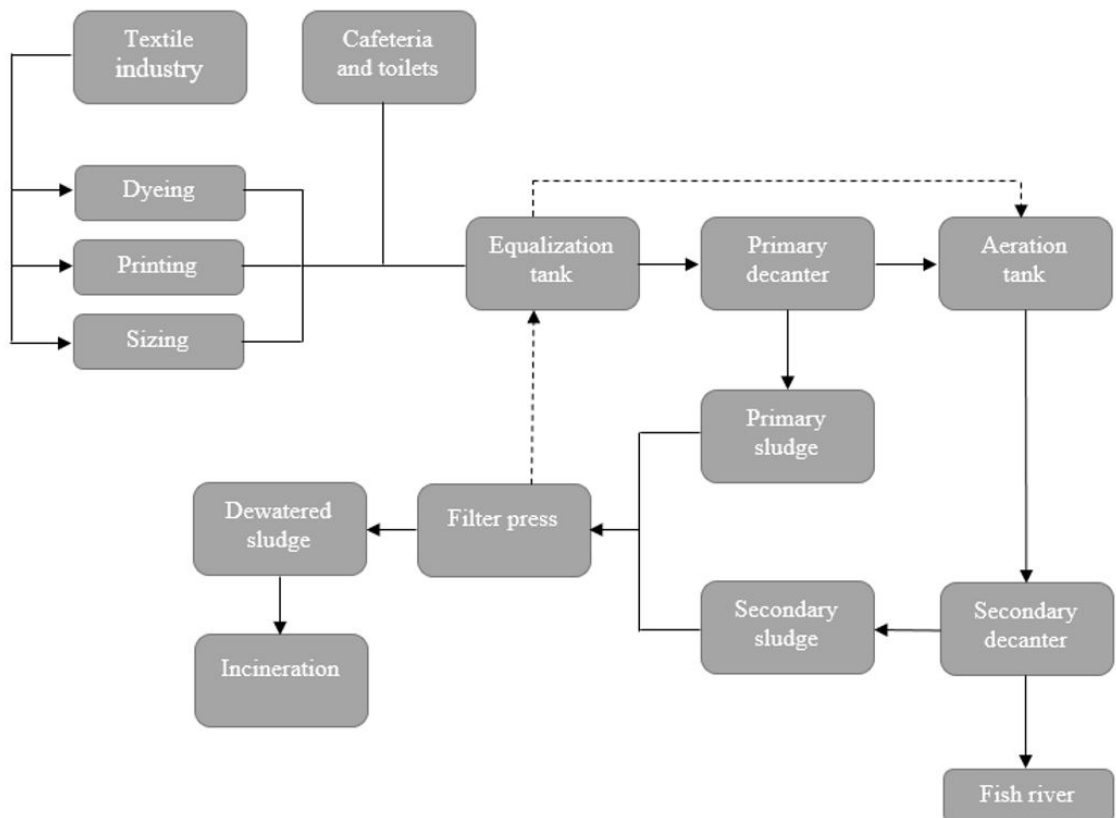 Textile
industry
Cafeteria
and toilets
Dyeing
Printing
Sizing
Equalization
tank
Primary
decanter
Aeration
tank
Primary
sludge
Dewatered
sludge
Filter press
Secondary
sludge
Secondary
decanter
Incineration
Fish river